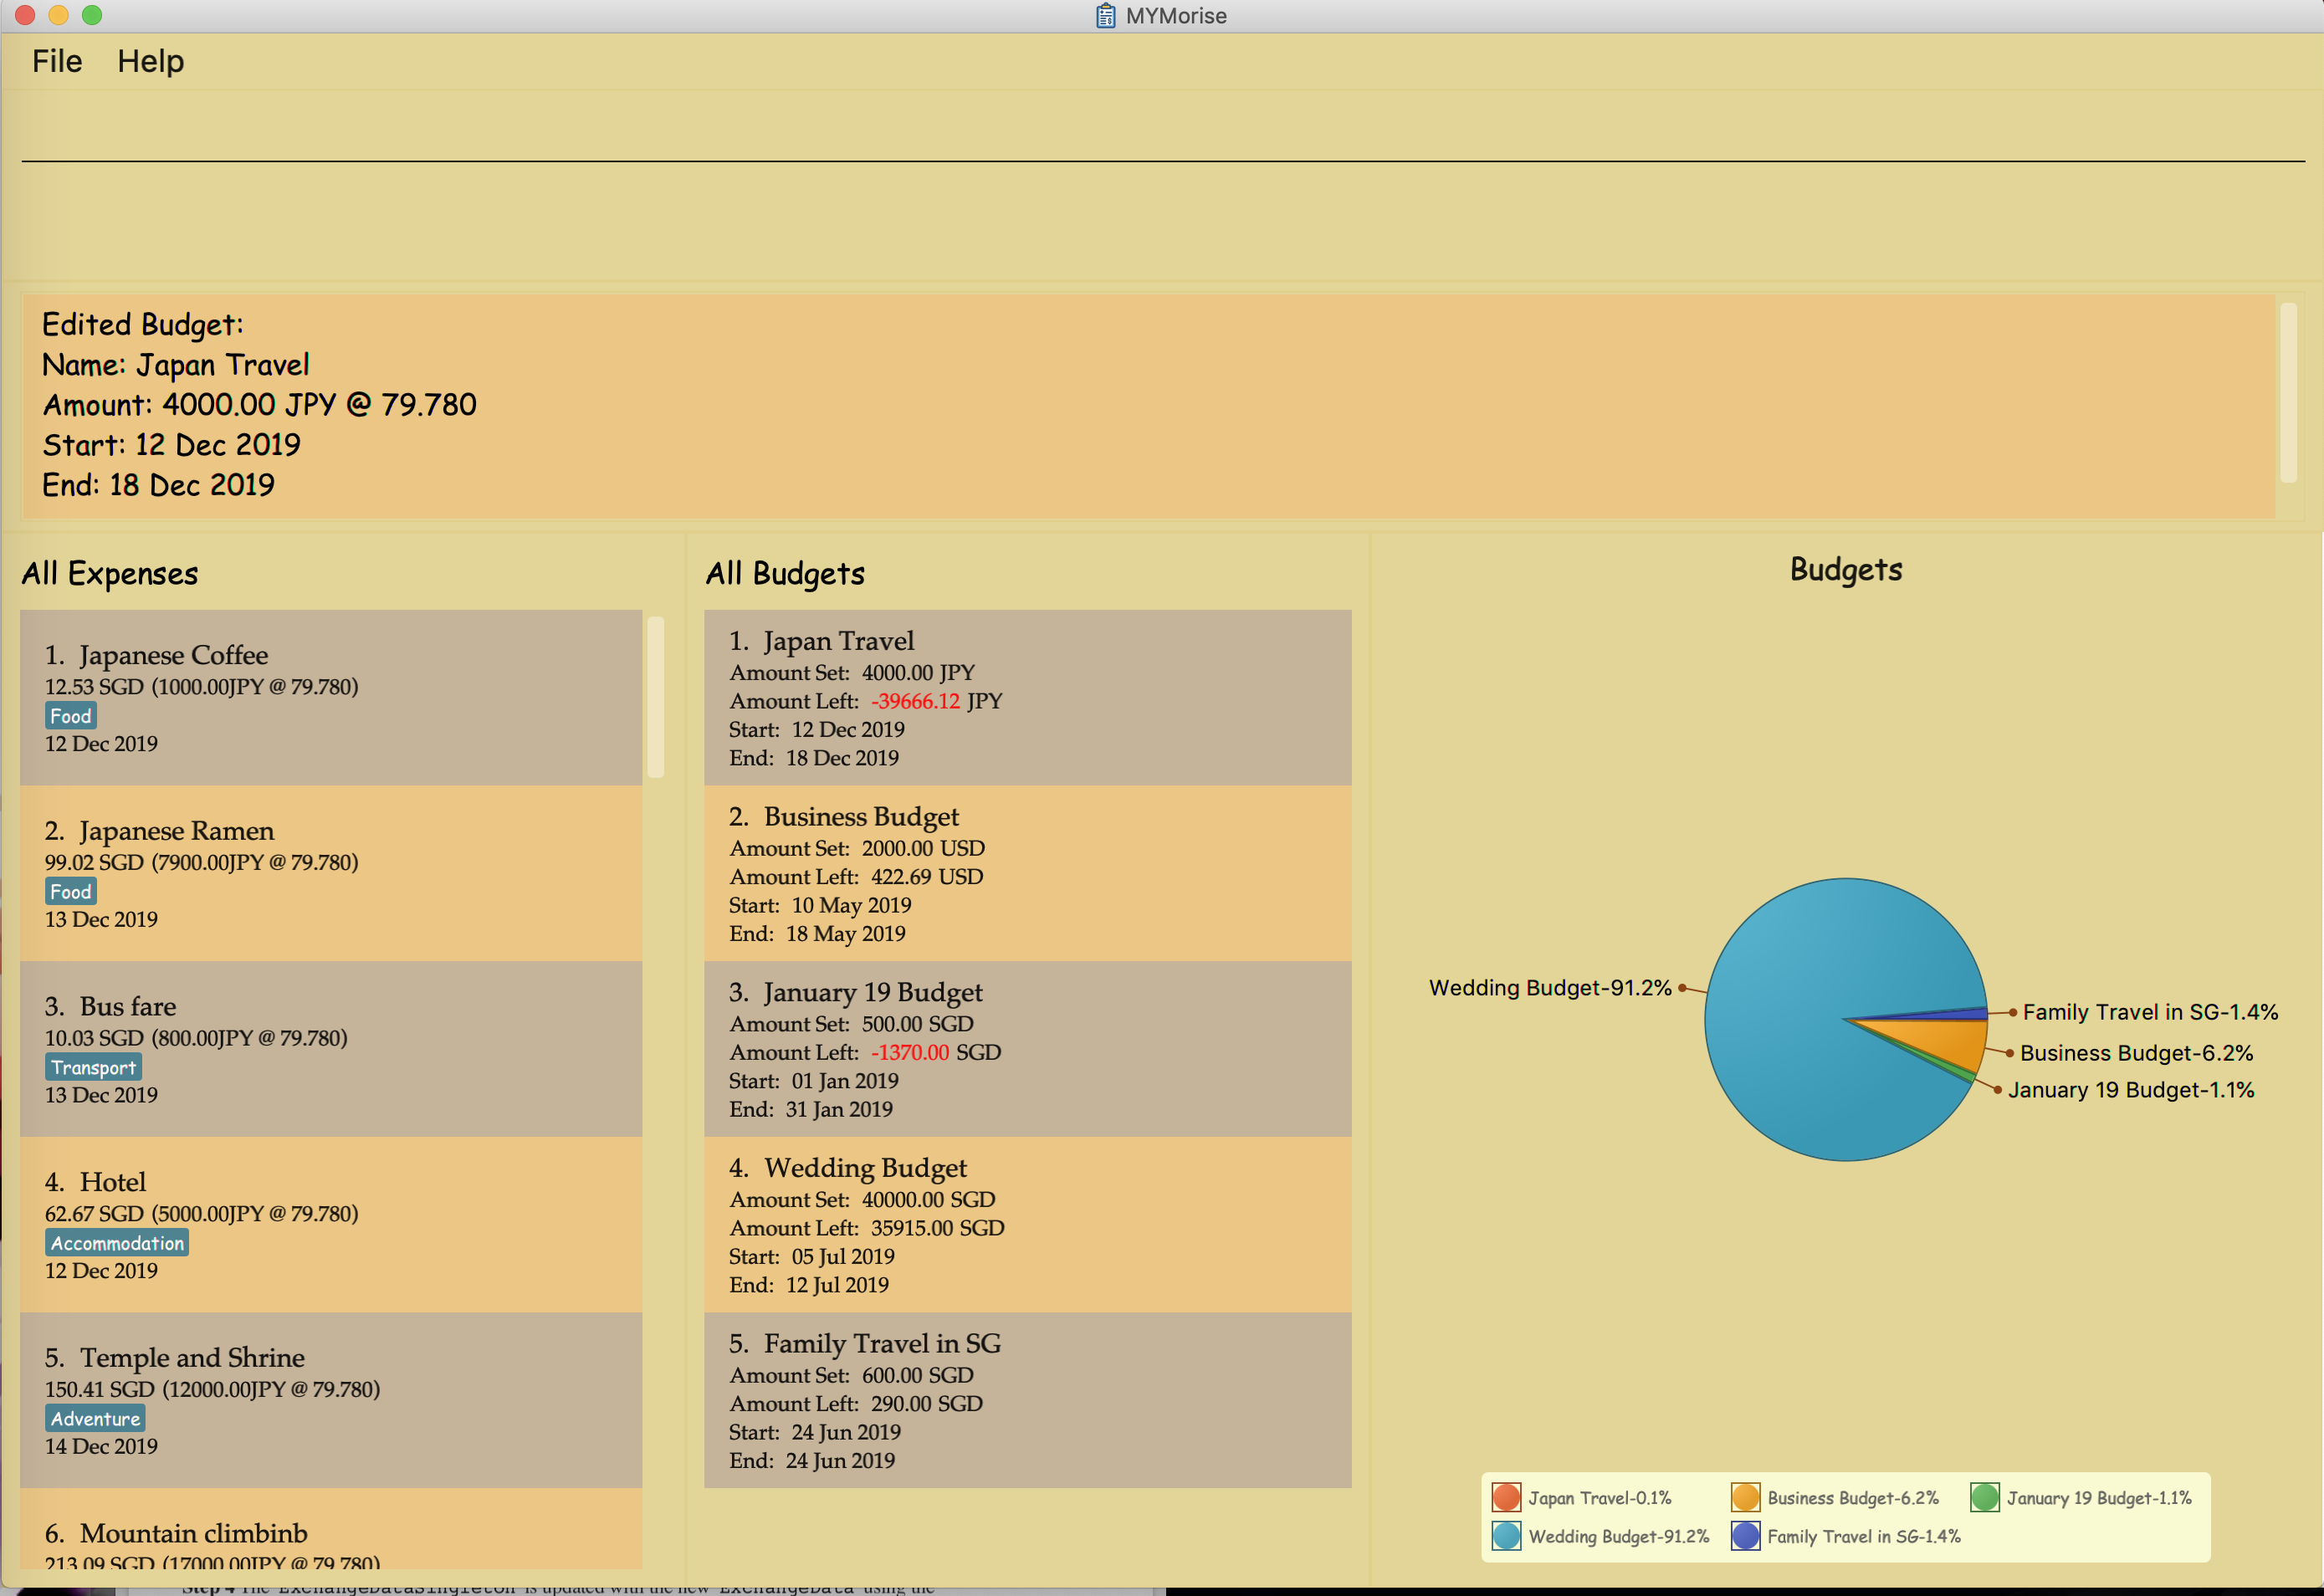 MYMorise
File Help
Edited Budget:
Name: Japan Travel
Amount: 4000.00 JPY @ 79.780
Start: 12 Dec 2019
End: 18 Dec 2019
All Expenses
1. Japanese Coffee
12.53 SGD (1000.00JPY @ 79.780)
Food
12 Dec 2019
2. Japanese Ramen
99.02 SGD (7900.00JPY @ 79.780)
Food
13 Dec 2019
3. Bus fare
10.03 SGD (800.00JPY @ 79.780)
Transport
13 Dec 2019
4. Hotel
62.67 SGD (5000.00JPY @ 79.780)
Accommodation
12 Dec 2019
5. Temple and Shrine
150.41 SGD (12000.00JPY @ 79.780)
Adventure
14 Dec 2019
6. Mountain climbinb
213.09 SGD (17000.00JPY @ 79.780)
All Budgets
1. Japan Travel
Amount Set: 4000.00 JPY
Amount Left: -39666.12 JPY
Start: 12 Dec 2019
End: 18 Dec 2019
2. Business Budget
Amount Set: 2000.00 USD
Amount Left: 422.69 USD
Start: 10 May 2019
End: 18 May 2019
3. January 19 Budget
Amount Set: 500.00 SGD
Amount Left: -1370.00 SGD
Start: 01 Jan 2019
End: 31 Jan 2019
4. Wedding Budget
Amount Set: 40000.00 SGD
Amount Left: 35915.00 SGD
Start: 05 Jul 2019
End: 12 Jul 2019
5. Family Travel in SG
Amount Set: 600.00 SGD
Amount Left: 290.00 SGD
Start: 24 Jun 2019
End: 24 Jun 2019
Budgets
Wedding Budget-91.2%
Family Travel in SG-1.4%
Business Budget-6.2%
January 19 Budget-1.1%
Japan Travel-0.1% Business Budget-6.2% January 19 Budget-1.1%
Wedding Budget-91.2% Family Travel in SG-1.4%
Step 4 The ExchangeDataSingleton is updated with the new ExchangeData using the